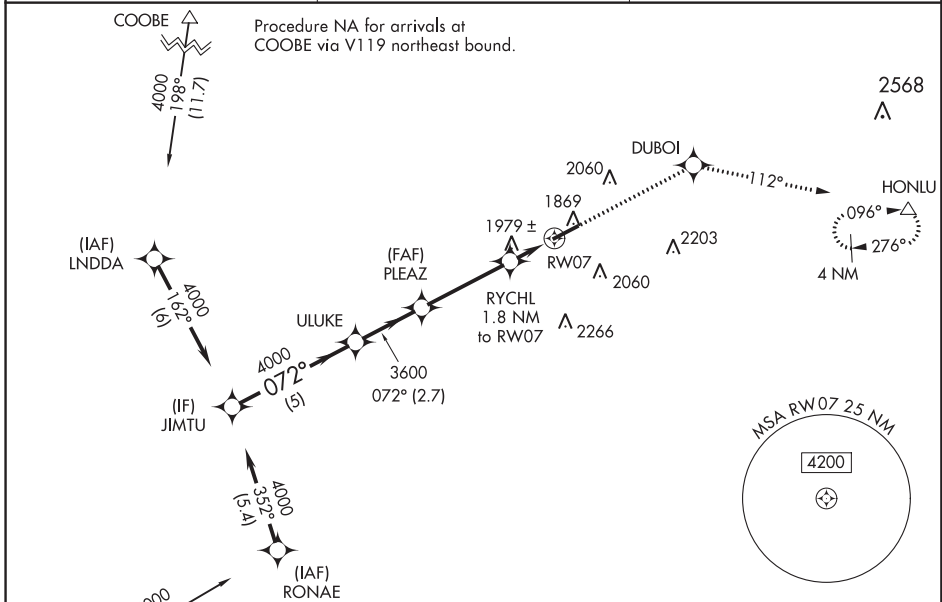 COOBE
Procedure NA for arrivals at
COOBE via V119 northeast bound.
4000
198°
(11.7)
2568
DUBOI
2060
112°
HONLU
1869
096°
1979 ±
276°
(IAF)
LNDDA
(FAF)
PLEAZ
RW07
2203
4 NM
4000
162°
(6)
2060
RYCHL
1.8 NM
to RW07
ULUKE
2266
4000
072°
(5)
3600
072° (2.7)
(IF)
JIMTU
MSA RW07 25 NM
4200
4000
352°
(5.4)
(IAF)
RONAE